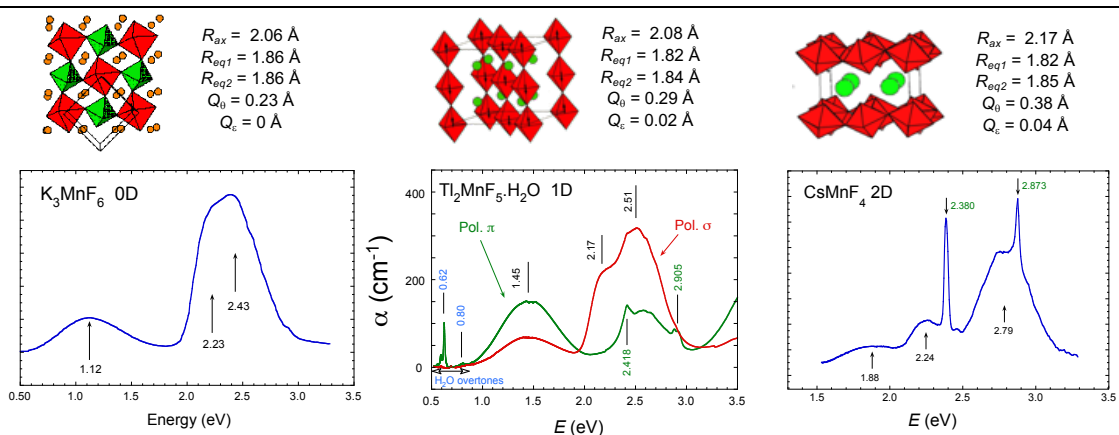 R_ax = 2.06 Å
R_eq1 = 1.86 Å
R_eq2 = 1.86 Å
Q_θ = 0.23 Å
Q_ε = 0 Å
R_ax = 2.08 Å
R_eq1 = 1.82 Å
R_eq2 = 1.84 Å
Q_θ = 0.29 Å
Q_ε = 0.02 Å
R_ax = 2.17 Å
R_eq1 = 1.82 Å
R_eq2 = 1.85 Å
Q_θ = 0.38 Å
Q_ε = 0.04 Å
K₃MnF₆ 0D
1.12
2.23
2.43
0.5 1.0 1.5 2.0 2.5 3.0 3.5
Energy (eV)
α (cm⁻¹)
400
200
0
Tl₂MnF₅.H₂O 1D
Pol. π
Pol. σ
0.62
0.80
1.45
2.17
2.51
2.418
2.905
H₂O overtones
0.5 1.0 1.5 2.0 2.5 3.0 3.5
E (eV)
CsMnF₄ 2D
2.380
2.873
1.88
2.24
2.79
1.5 2.0 2.5 3.0 3.5
E (eV)